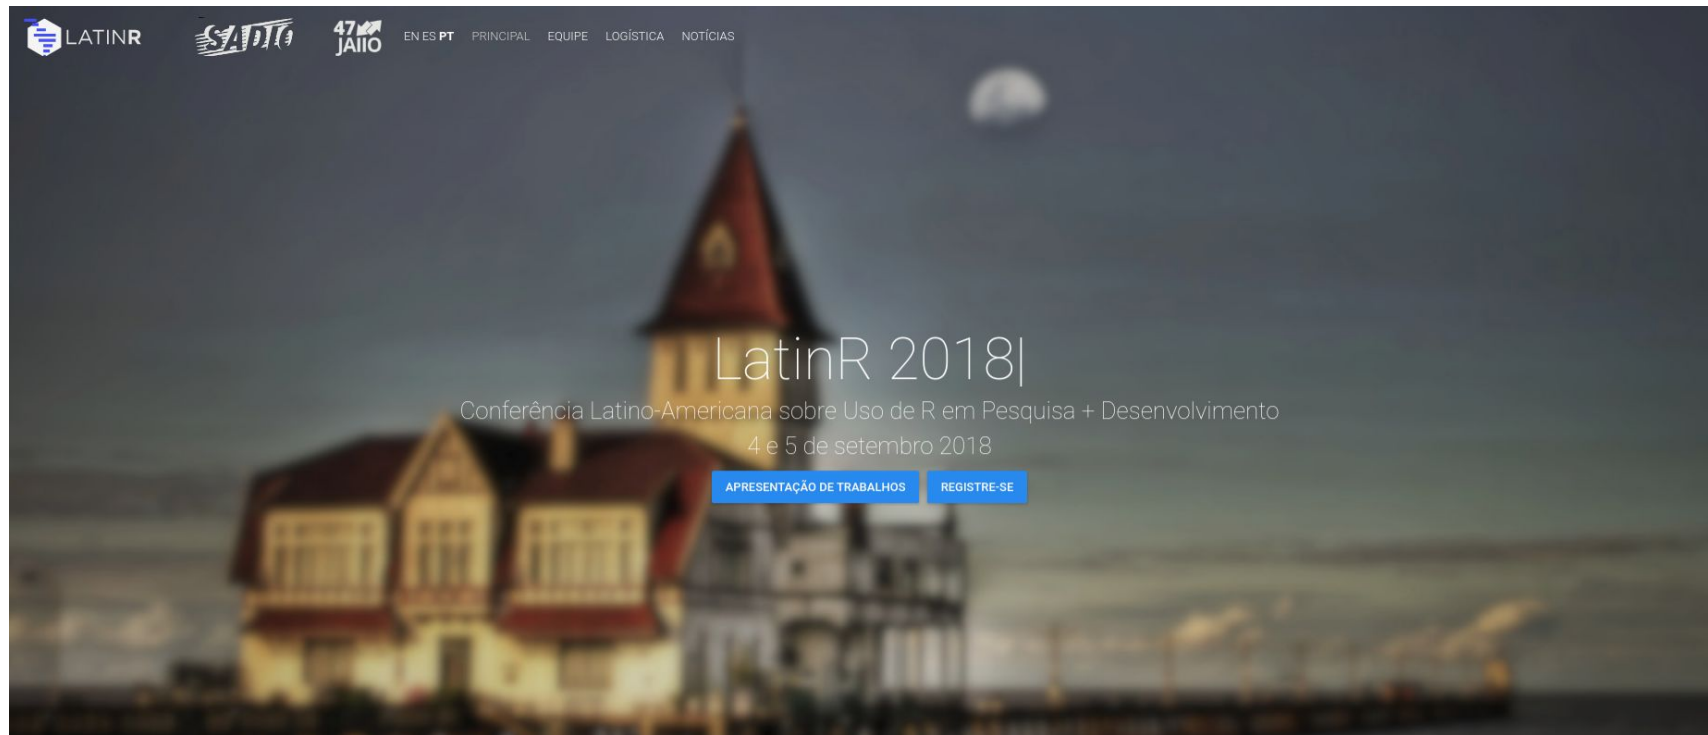 LATINR
SADIO
47 JAIIO
EN ES PT PRINCIPAL EQUIPE LOGÍSTICA NOTÍCIAS
LatinR 2018|
Conferência Latino-Americana sobre Uso de R em Pesquisa + Desenvolvimento
4 e 5 de setembro 2018
APRESENTAÇÃO DE TRABALHOS REGISTRE-SE